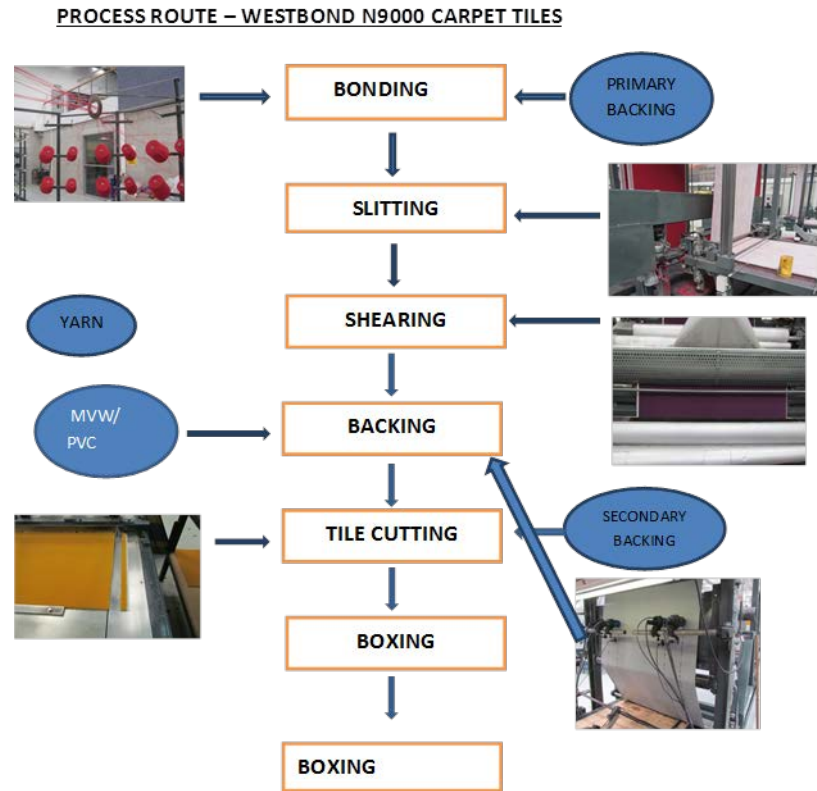 PROCESS ROUTE – WESTBOND N9000 CARPET TILES
BONDING
PRIMARY
BACKING
SLITTING
SHEARING
YARN
MVW/
PVC
BACKING
TILE CUTTING
SECONDARY
BACKING
BOXING
BOXING